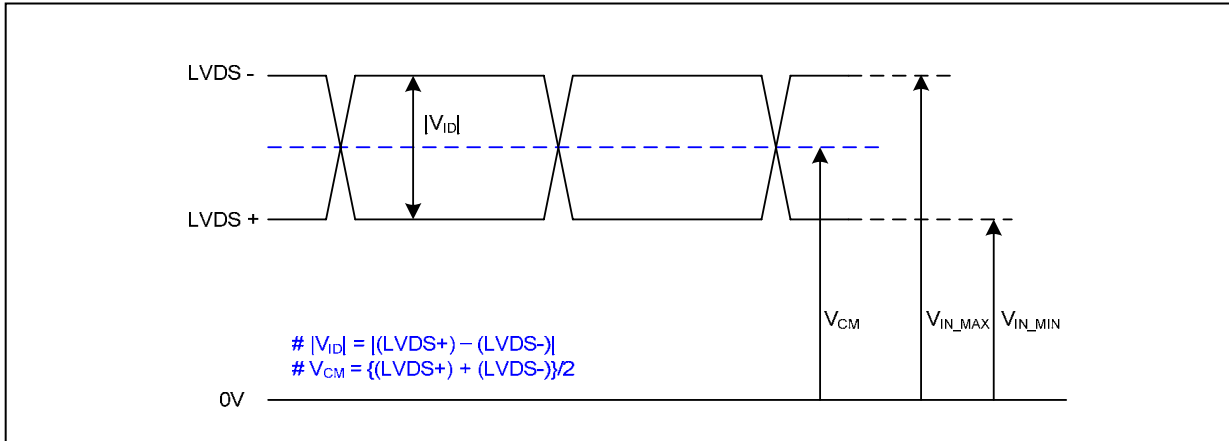 LVDS -
|V_ID|
LVDS +
V_CM
V_IN_MAX
V_IN_MIN
# |V_ID| = |(LVDS+) – (LVDS-)|
# V_CM = {(LVDS+) + (LVDS-)}/2
0V